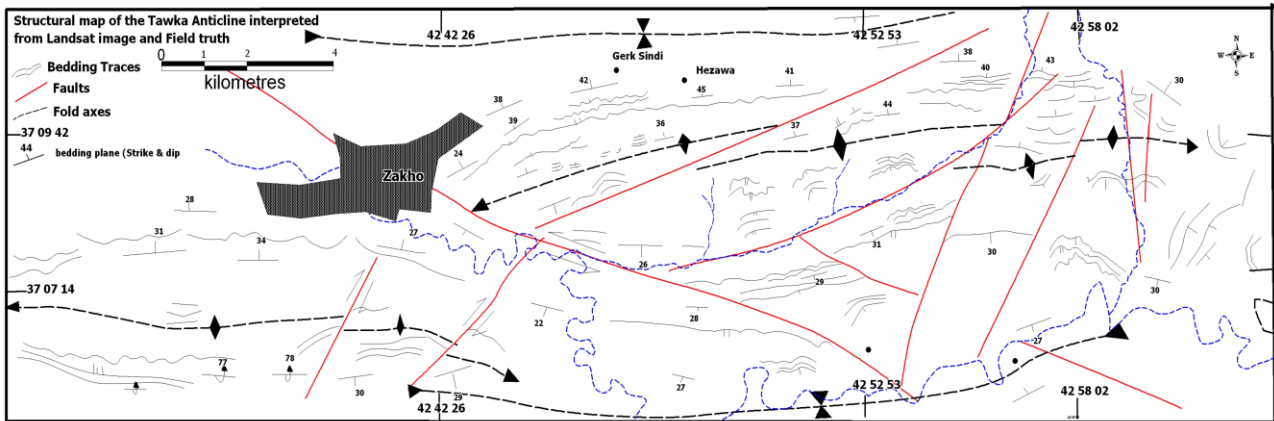 Structural map of the Tawka Anticline interpreted
from Landsat image and Field truth
0 1 2 4
kilometres
Bedding Traces
Faults
Fold axes
44 bedding plane (Strike & dip
42 42 26
42 52 53
42 58 02
N
W E
S
Gerk Sindi
Hezawa
38
43
40
30
42
41
45
38
44
39
36
37
37 09 42
24
Zakho
28
31
34
27
26
31
30
29
30
37 07 14
22
28
27
77
78
30
29
27
42 42 26
42 52 53
42 58 02